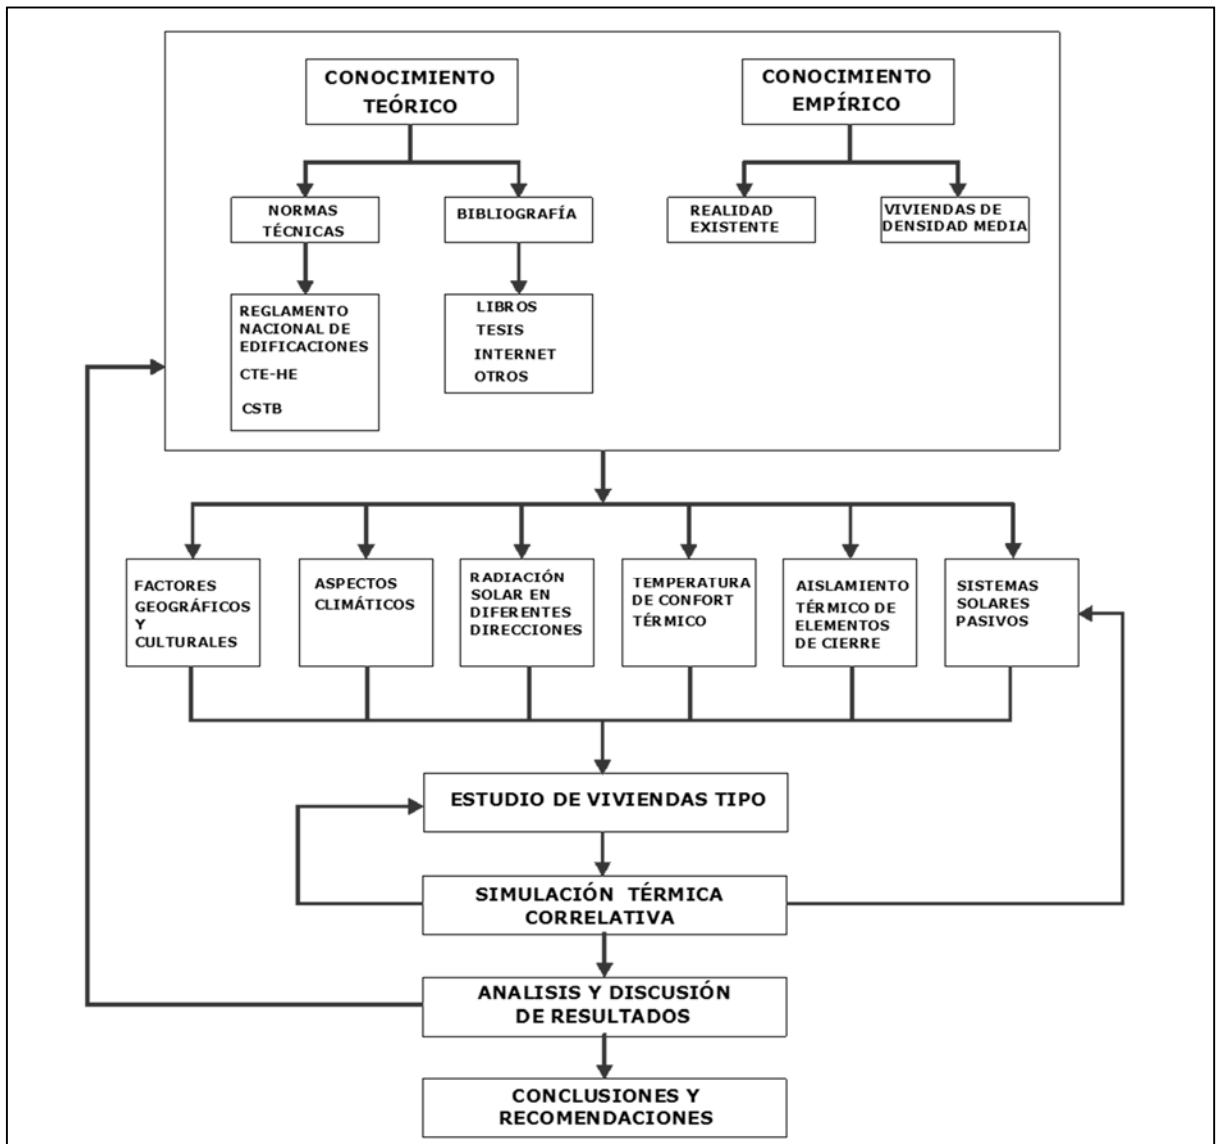 CONOCIMIENTO
TEÓRICO
CONOCIMIENTO
EMPÍRICO
NORMAS
TÉCNICAS
BIBLIOGRAFÍA
REALIDAD
EXISTENTE
VIVIENDAS DE
DENSIDAD MEDIA
REGLAMENTO
NACIONAL DE
EDIFICACIONES
CTE-HE
CSTB
LIBROS
TESIS
INTERNET
OTROS
FACTORES
GEOGRÁFICOS
Y
CULTURALES
ASPECTOS
CLIMÁTICOS
RADIACIÓN
SOLAR EN
DIFERENTES
DIRECCIONES
TEMPERATURA
DE CONFORT
TÉRMICO
AISLAMIENTO
TÉRMICO DE
ELEMENTOS
DE CIERRE
SISTEMAS
SOLARES
PASIVOS
ESTUDIO DE VIVIENDAS TIPO
SIMULACIÓN TÉRMICA
CORRELATIVA
ANALISIS Y DISCUSIÓN
DE RESULTADOS
CONCLUSIONES Y
RECOMENDACIONES